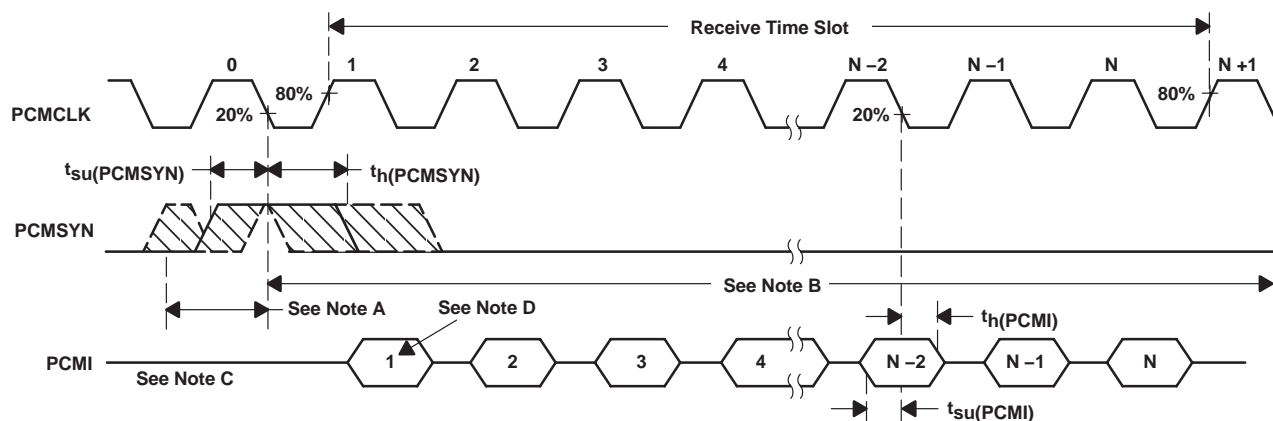 Receive Time Slot
0 1 2 3 4 N –2 N –1 N N +1
80% 80%
PCMCLK 20% 20%
tsu(PCMSYN) th(PCMSYN)
PCMSYN
See Note A See Note B
See Note D th(PCMI)
PCMI 1 2 3 4 N –2 N –1 N
See Note C
tsu(PCMI)